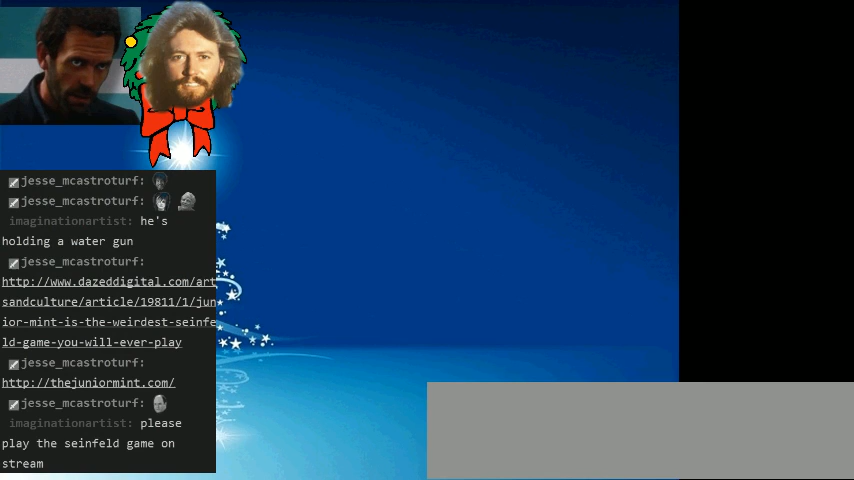 jesse_mcastroturf:
jesse_mcastroturf:
imaginationartist: he's
holding a water gun
jesse_mcastroturf:
http://www.dazeddigital.com/art
sandculture/article/19811/1/jun
ior-mint-is-the-weirdest-seinfe
ld-game-you-will-ever-play
jesse_mcastroturf:
http://thejuniormint.com/
jesse_mcastroturf:
imaginationartist: please
play the seinfeld game on
stream